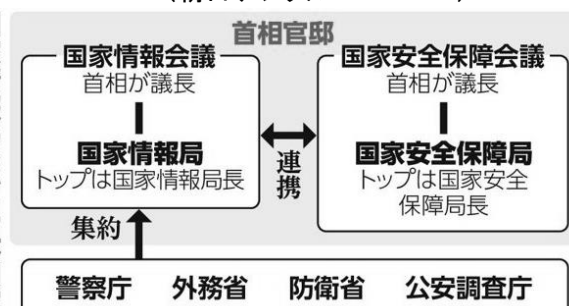 首相官邸
国家情報会議
首相が議長
国家情報局
トップは国家情報局長
連携
国家安全保障会議
首相が議長
国家安全保障局
トップは国家安全
保障局長
集約
警察庁 外務省 防衛省 公安調査庁